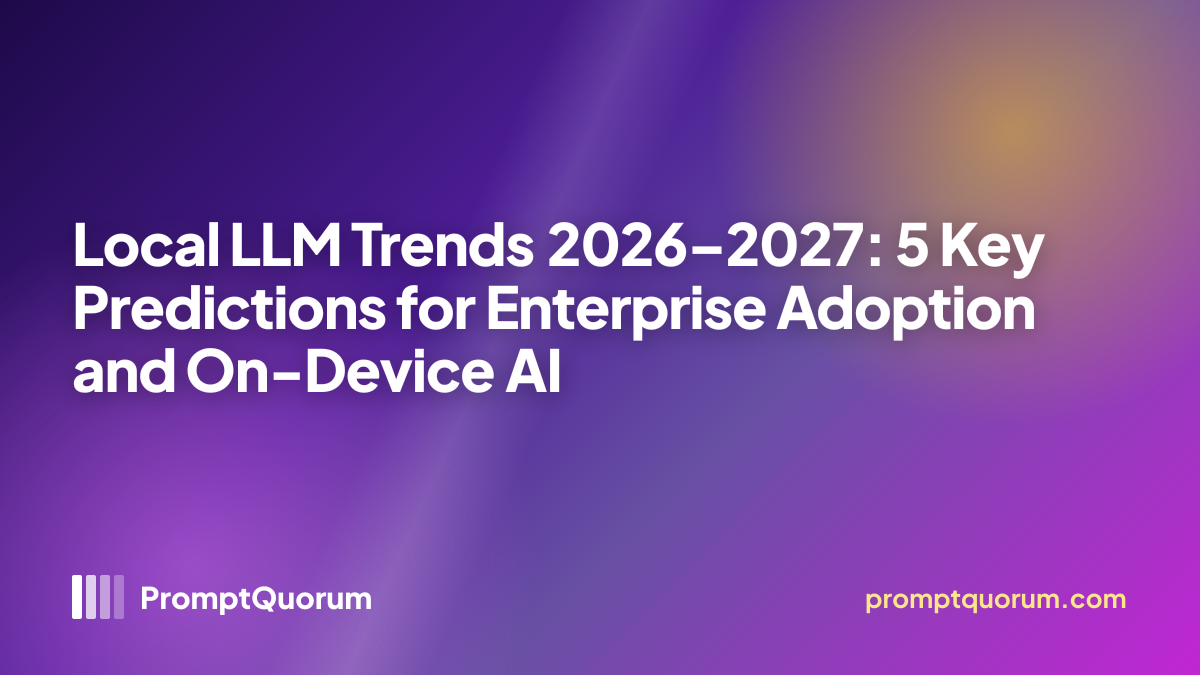 Local LLM Trends 2026–2027: 5 Key
Predictions for Enterprise Adoption
and On-Device AI
PromptQuorum
promptquorum.com